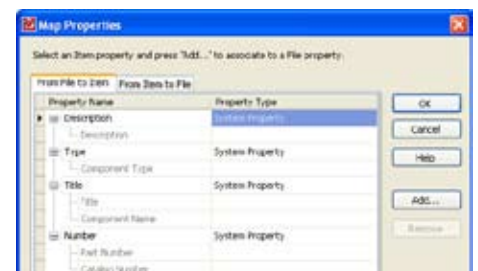 Map Properties
Select an Item property and press "Add..." to associate to a File property.
From File to Item From Item to File
Property Name Property Type OK
Description System Property Cancel
Description
Type System Property Help
Component Type
Title System Property
Title Add...
Component Name
Number System Property Remove
Part Number
Catalog Number